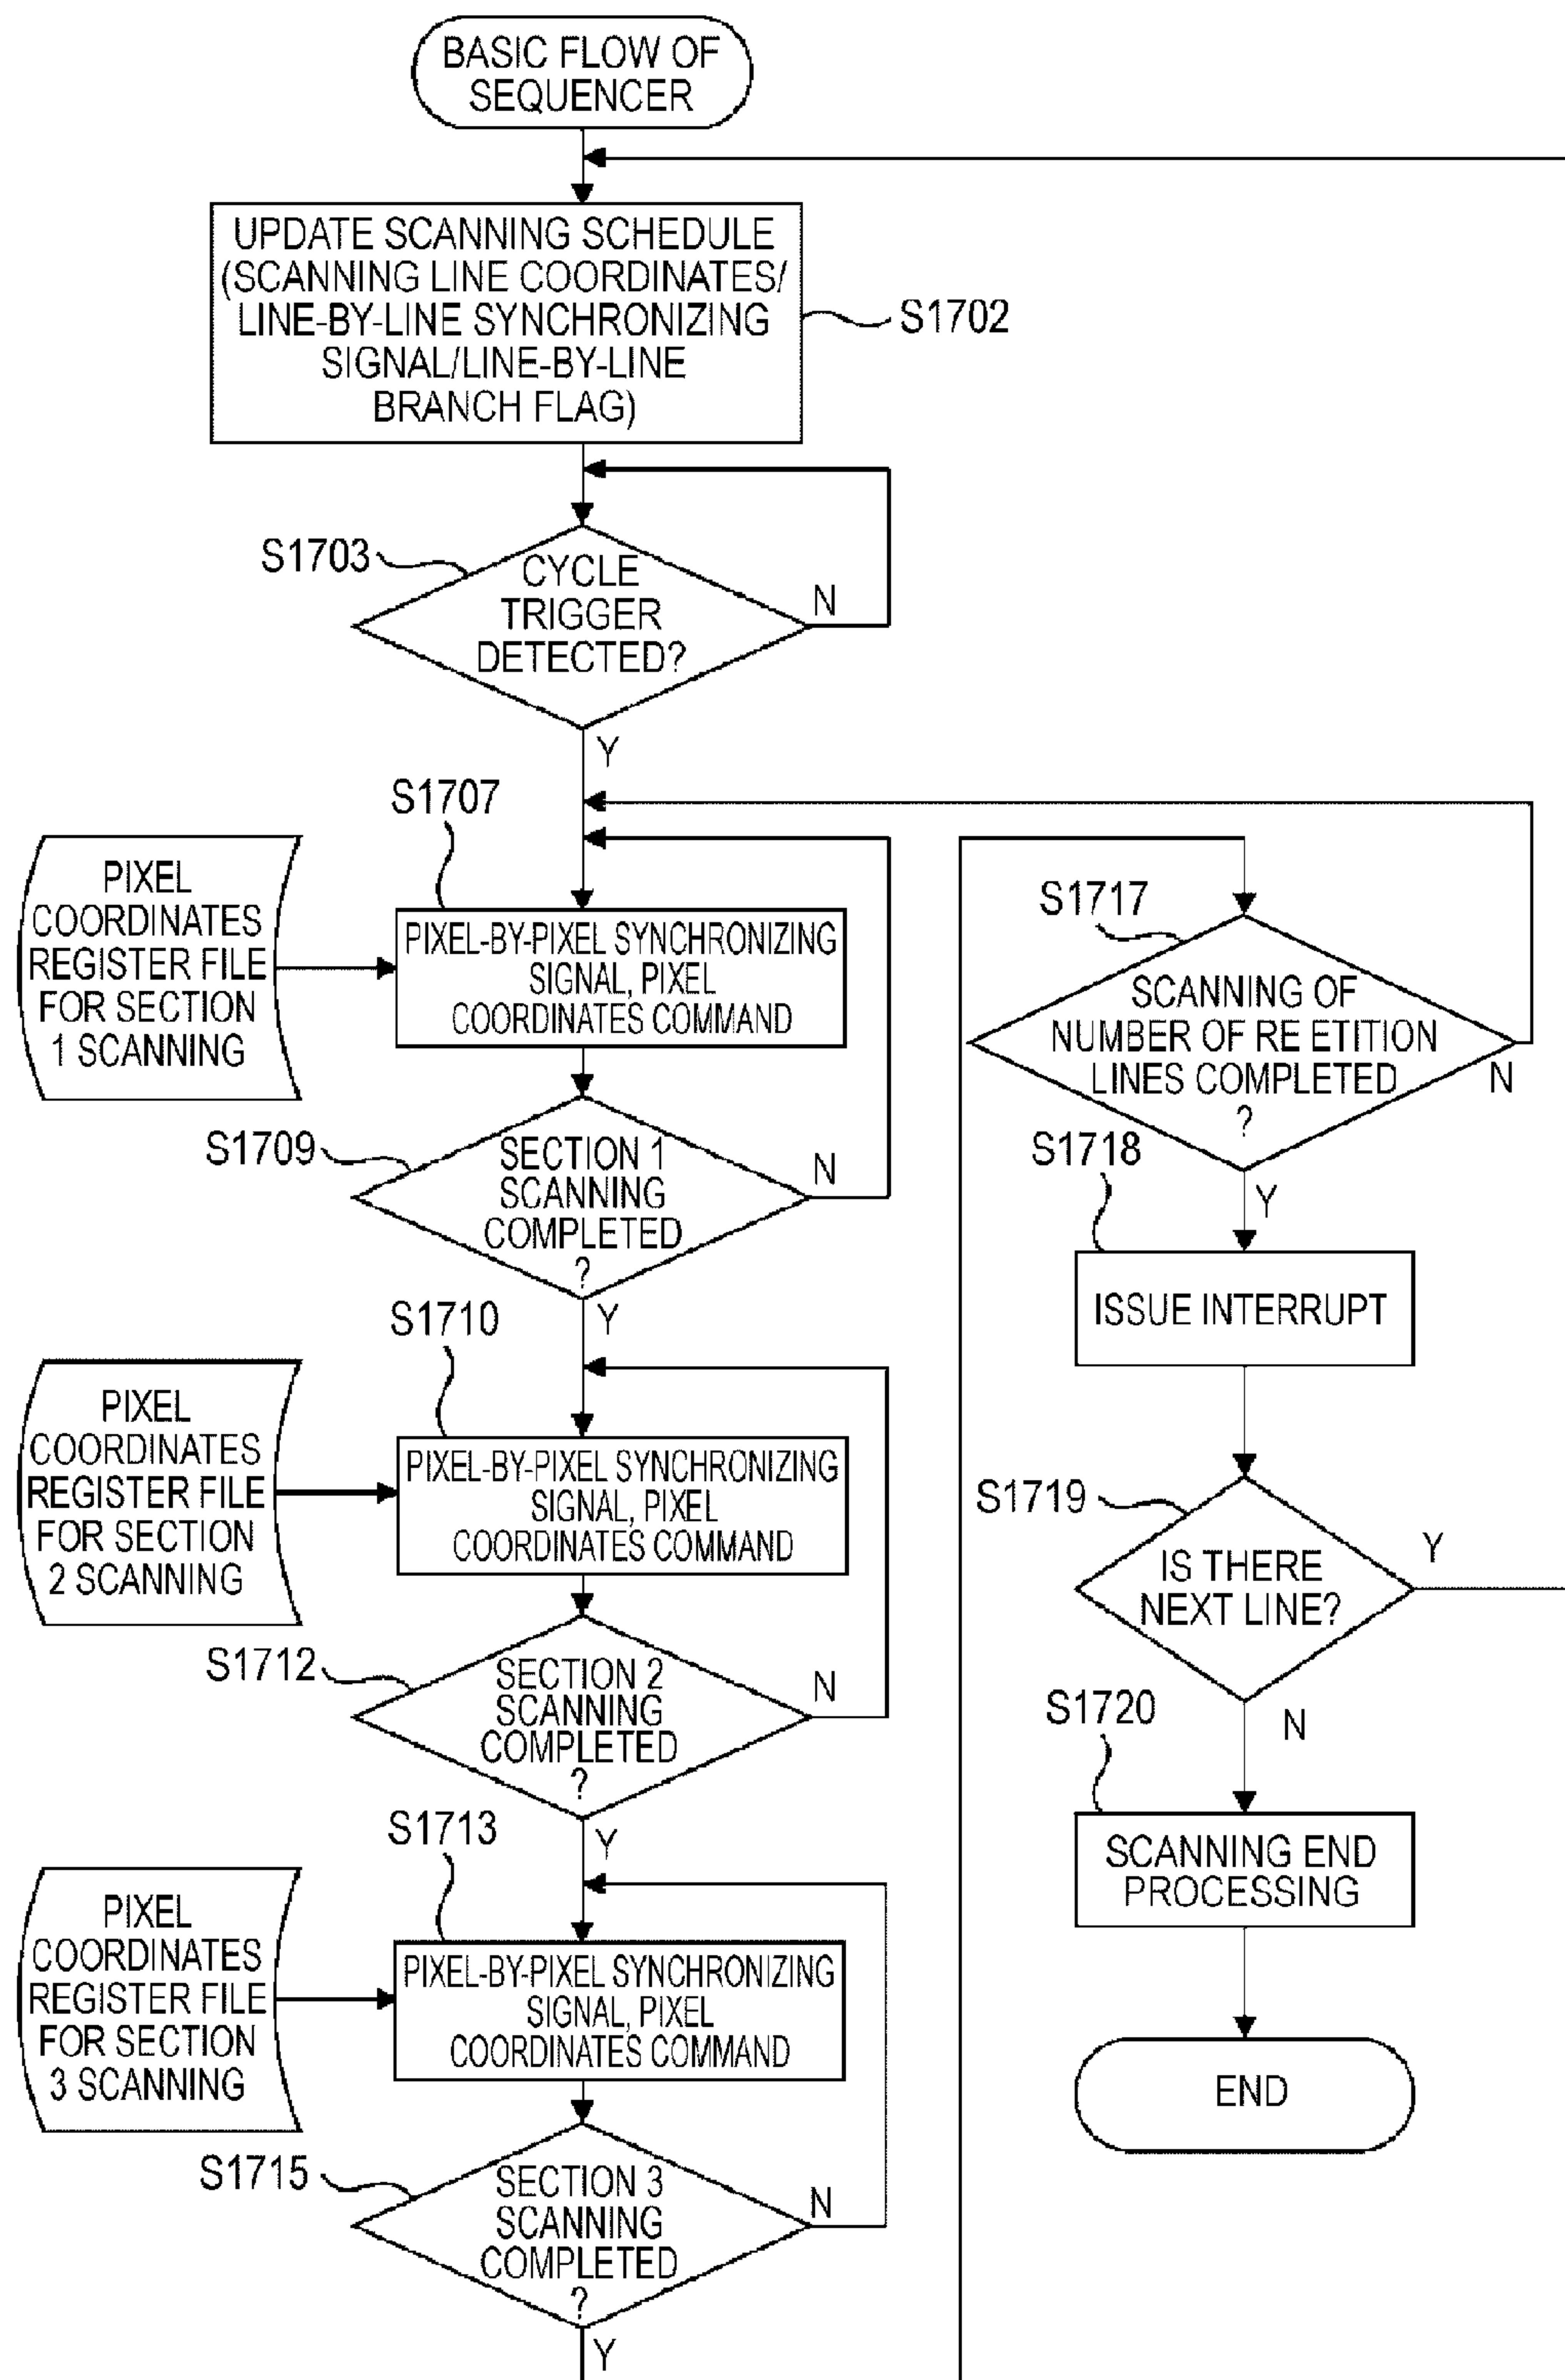 BASIC FLOW OF
SEQUENCER
UPDATE SCANNING SCHEDULE
(SCANNING LINE COORDINATES/
LINE-BY-LINE SYNCHRONIZING
SIGNAL/LINE-BY-LINE
BRANCH FLAG)
S1702
S1703
CYCLE
TRIGGER
DETECTED?
N
Y
S1707
PIXEL
COORDINATES
REGISTER FILE
FOR SECTION
1 SCANNING
PIXEL-BY-PIXEL SYNCHRONIZING
SIGNAL, PIXEL
COORDINATES COMMAND
S1709
SECTION 1
SCANNING
COMPLETED
?
N
Y
S1710
PIXEL
COORDINATES
REGISTER FILE
FOR SECTION
2 SCANNING
PIXEL-BY-PIXEL SYNCHRONIZING
SIGNAL, PIXEL
COORDINATES COMMAND
S1712
SECTION 2
SCANNING
COMPLETED
?
N
Y
S1713
PIXEL
COORDINATES
REGISTER FILE
FOR SECTION
3 SCANNING
PIXEL-BY-PIXEL SYNCHRONIZING
SIGNAL, PIXEL
COORDINATES COMMAND
S1715
SECTION 3
SCANNING
COMPLETED
?
N
Y
S1717
SCANNING OF
NUMBER OF RE ETITION
LINES COMPLETED
?
N
Y
S1718
ISSUE INTERRUPT
S1719
IS THERE
NEXT LINE?
Y
N
S1720
SCANNING END
PROCESSING
END